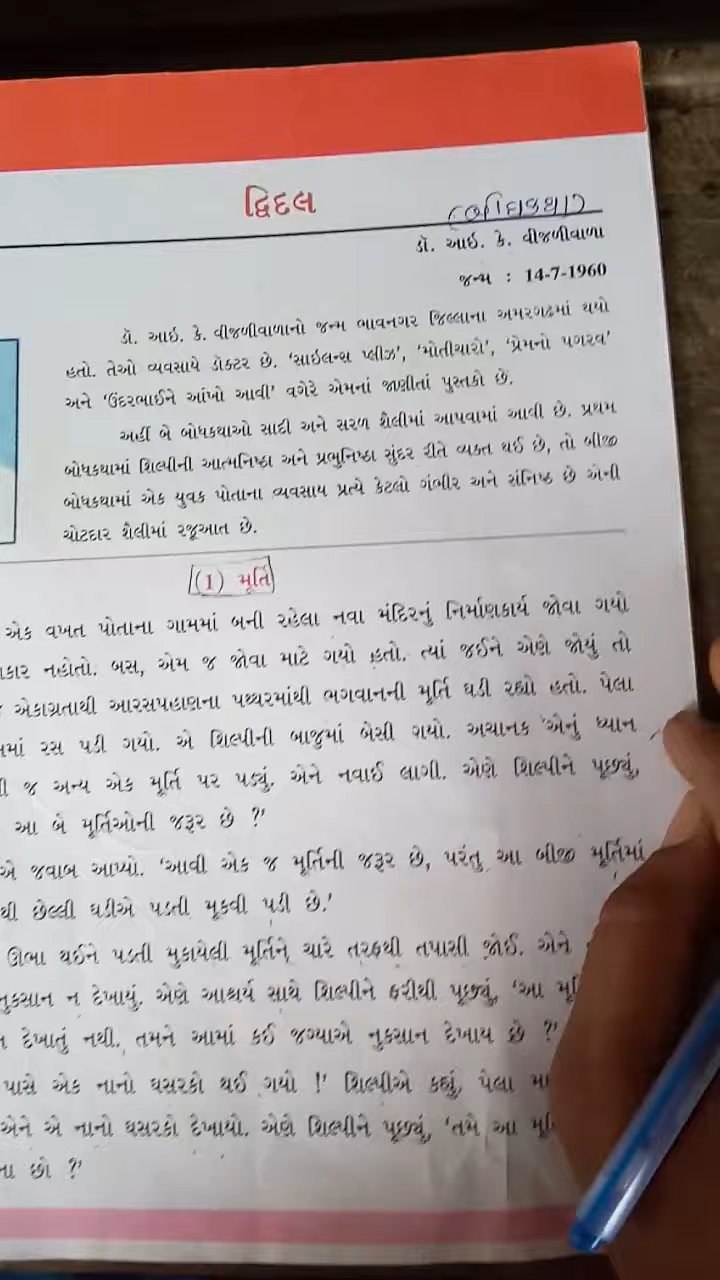 દ્વિદલ
(બોધકથા)
ડૉ. આઇ. કે. વીજળીવાળા
જન્મ : 14-7-1960
ડૉ. આઇ. કે. વીજળીવાળાનો જન્મ ભાવનગર જિલ્લાના અમરગઢમાં થયો
હતો. તેઓ વ્યવસાયે ડૉક્ટર છે. ‘સાઇલન્સ પ્લીઝ’, ‘મોતીચારો’, ‘પ્રેમનો પગરવ’
અને ‘ઉંદરભાઈને આંખો આવી’ વગેરે એમનાં જાણીતાં પુસ્તકો છે.
અહીં બે બોધકથાઓ સાદી અને સરળ શૈલીમાં આપવામાં આવી છે. પ્રથમ
બોધકથામાં શિલ્પીની આત્મનિષ્ઠા અને પ્રભુનિષ્ઠા સુંદર રીતે વ્યક્ત થઈ છે, તો બીજી
બોધકથામાં એક યુવક પોતાના વ્યવસાય પ્રત્યે કેટલો ગંભીર અને સંનિષ્ઠ છે એની
ચોટદાર શૈલીમાં રજૂઆત છે.
(1) મૂર્તિ
એક વખત પોતાના ગામમાં બની રહેલા નવા મંદિરનું નિર્માણકાર્ય જોવા ગયો
નહોતો. બસ, એમ જ જોવા માટે ગયો હતો. ત્યાં જઈને એણે જોયું તો
એકાગ્રતાથી આરસપહાણના પથ્થરમાંથી ભગવાનની મૂર્તિ ઘડી રહ્યો હતો. પેલા
રસ પડી ગયો. એ શિલ્પીની બાજુમાં બેસી ગયો. અચાનક એનું ધ્યાન
જ અન્ય એક મૂર્તિ પર પડ્યું. એને નવાઈ લાગી. એણે શિલ્પીને પૂછ્યું,
આ બે મૂર્તિઓની જરૂર છે ?’
જવાબ આપ્યો. ‘આવી એક જ મૂર્તિની જરૂર છે, પરંતુ આ બીજી મૂર્તિમાં
છેલ્લી ઘડીએ પડતી મૂકવી પડી છે.’
ઊભા થઈને પડતી મુકાયેલી મૂર્તિને ચારે તરફથી તપાસી જોઈ. એને
નુકસાન ન દેખાયું. એણે આશ્ચર્ય સાથે શિલ્પીને ફરીથી પૂછ્યું, ‘આ
દેખાતું નથી. તમને આમાં કઈ જગ્યાએ નુકસાન દેખાય છે ?’
પાસે એક નાનો ઘસરકો થઈ ગયો !’ શિલ્પીએ કહ્યું, પેલા
એને એ નાનો ઘસરકો દેખાયો. એણે શિલ્પીને પૂછ્યું, ‘તમે આ
છો ?’